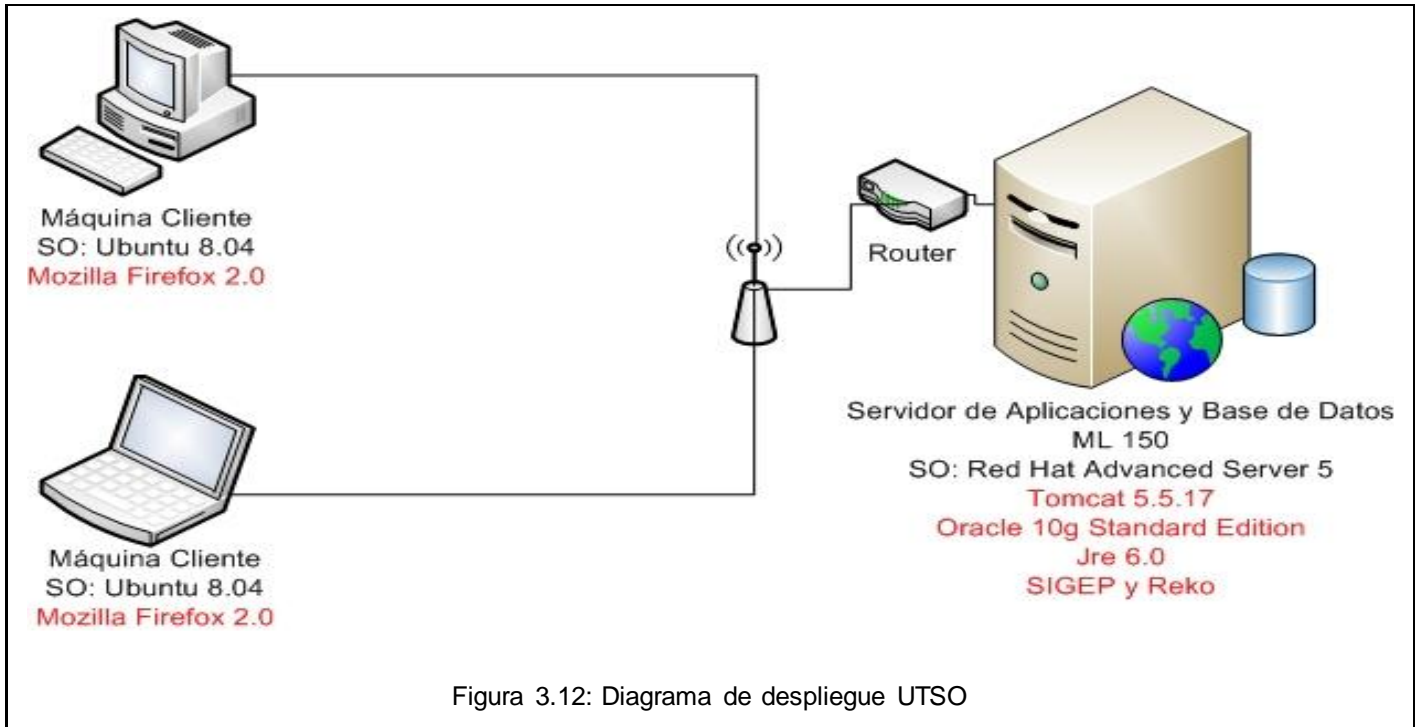 Máquina Cliente
SO: Ubuntu 8.04
Mozilla Firefox 2.0
Router
Servidor de Aplicaciones y Base de Datos
ML 150
SO: Red Hat Advanced Server 5
Tomcat 5.5.17
Oracle 10g Standard Edition
Jre 6.0
SIGEP y Reko
Máquina Cliente
SO: Ubuntu 8.04
Mozilla Firefox 2.0
Figura 3.12: Diagrama de despliegue UTSO